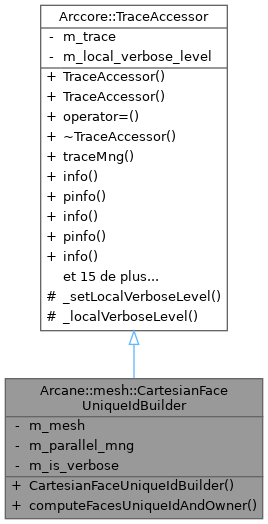 Arccore::TraceAccessor
- m_trace
- m_local_verbose_level
+ TraceAccessor()
+ TraceAccessor()
+ operator=()
+ ~TraceAccessor()
+ traceMng()
+ info()
+ pinfo()
+ info()
+ pinfo()
+ info()
et 15 de plus...
# _setLocalVerboseLevel()
# _localVerboseLevel()
Arcane::mesh::CartesianFace
UniqueIdBuilder
- m_mesh
- m_parallel_mng
- m_is_verbose
+ CartesianFaceUniqueIdBuilder()
+ computeFacesUniqueIdAndOwner()